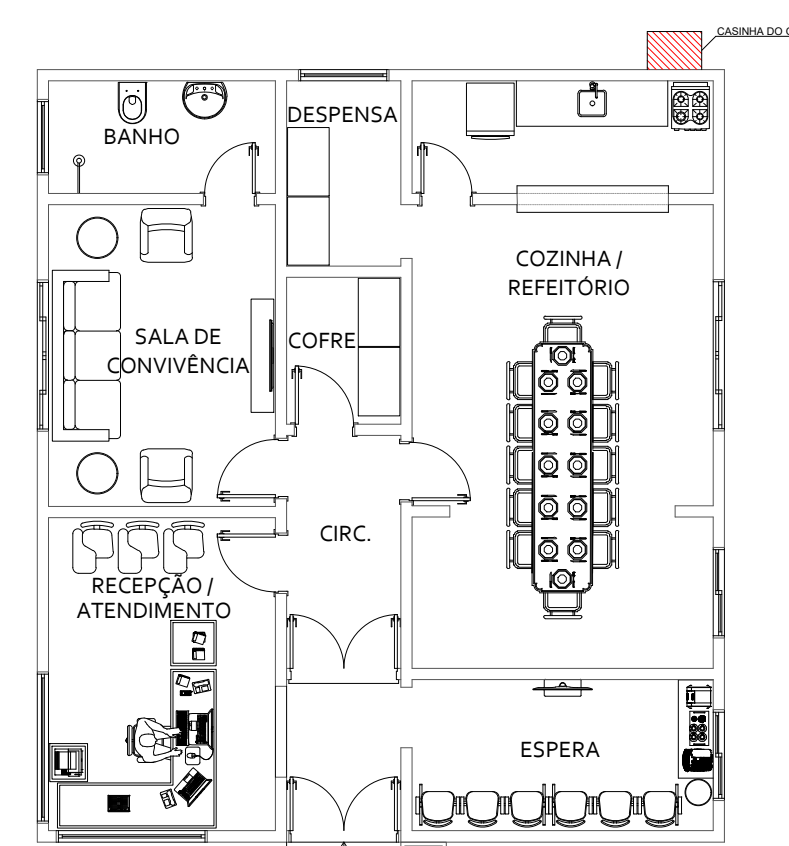 CASINHA DO
DESPENSA
BANHO
COZINHA /
REFEITÓRIO
SALA DE
CONVIVÊNCIA
COFRE
CIRC.
RECEPÇÃO /
ATENDIMENTO
ESPERA